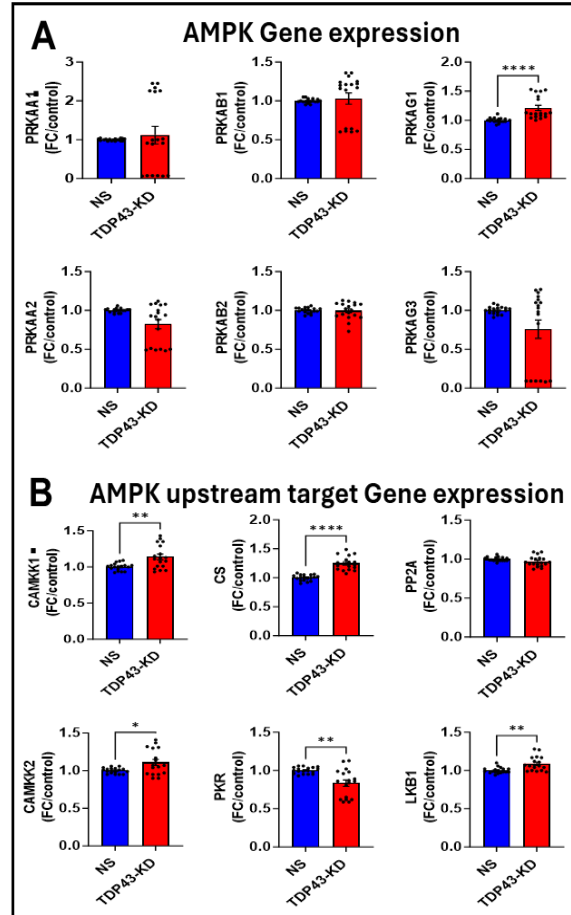 A
AMPK Gene expression
PRKAA1
(FC/control)
3
2
1
0
NS
TDP43-KD
PRKAB1
(FC/control)
1.5
1.0
0.5
0.0
NS
TDP43-KD
PRKAG1
(FC/control)
2.0
1.5
1.0
0.5
0.0
****
NS
TDP43-KD
PRKAA2
(FC/control)
1.5
1.0
0.5
0.0
NS
TDP43-KD
PRKAB2
(FC/control)
1.5
1.0
0.5
0.0
NS
TDP43-KD
PRKAG3
(FC/control)
1.5
1.0
0.5
0.0
NS
TDP43-KD
B
AMPK upstream target Gene expression
CAMKK1
(FC/control)
1.5
1.0
0.5
0.0
**
NS
TDP43-KD
CS
(FC/control)
2.0
1.5
1.0
0.5
0.0
****
NS
TDP43-KD
PP2A
(FC/control)
1.5
1.0
0.5
0.0
NS
TDP43-KD
CAMKK2
(FC/control)
1.5
1.0
0.5
0.0
*
NS
TDP43-KD
PKR
(FC/control)
1.5
1.0
0.5
0.0
**
NS
TDP43-KD
LKB1
(FC/control)
1.5
1.0
0.5
0.0
**
NS
TDP43-KD